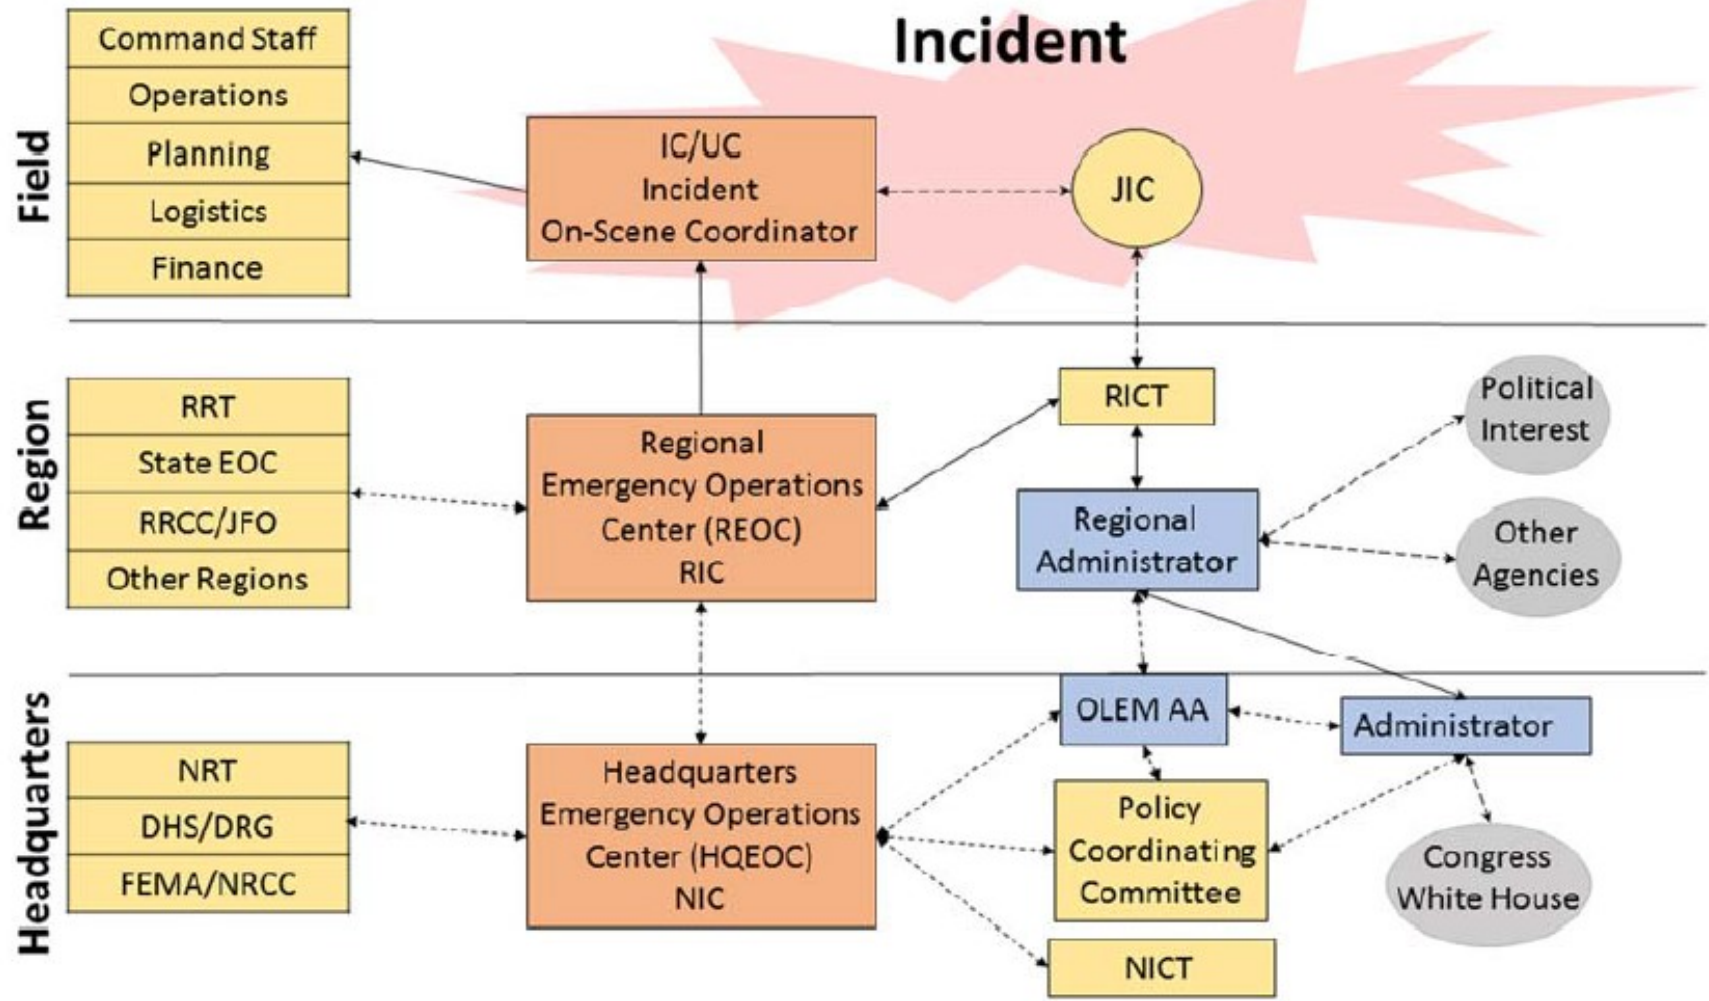 Incident
Field
Command Staff
Operations
Planning
Logistics
Finance
IC/UC
Incident
On-Scene Coordinator
JIC
Region
RRT
State EOC
RRCC/JFO
Other Regions
Regional
Emergency Operations
Center (REOC)
RIC
RICT
Regional
Administrator
Political
Interest
Other
Agencies
Headquarters
NRT
DHS/DRG
FEMA/NRCC
Headquarters
Emergency Operations
Center (HQEOC)
NIC
OLEM AA
Administrator
Policy
Coordinating
Committee
NICT
Congress
White House